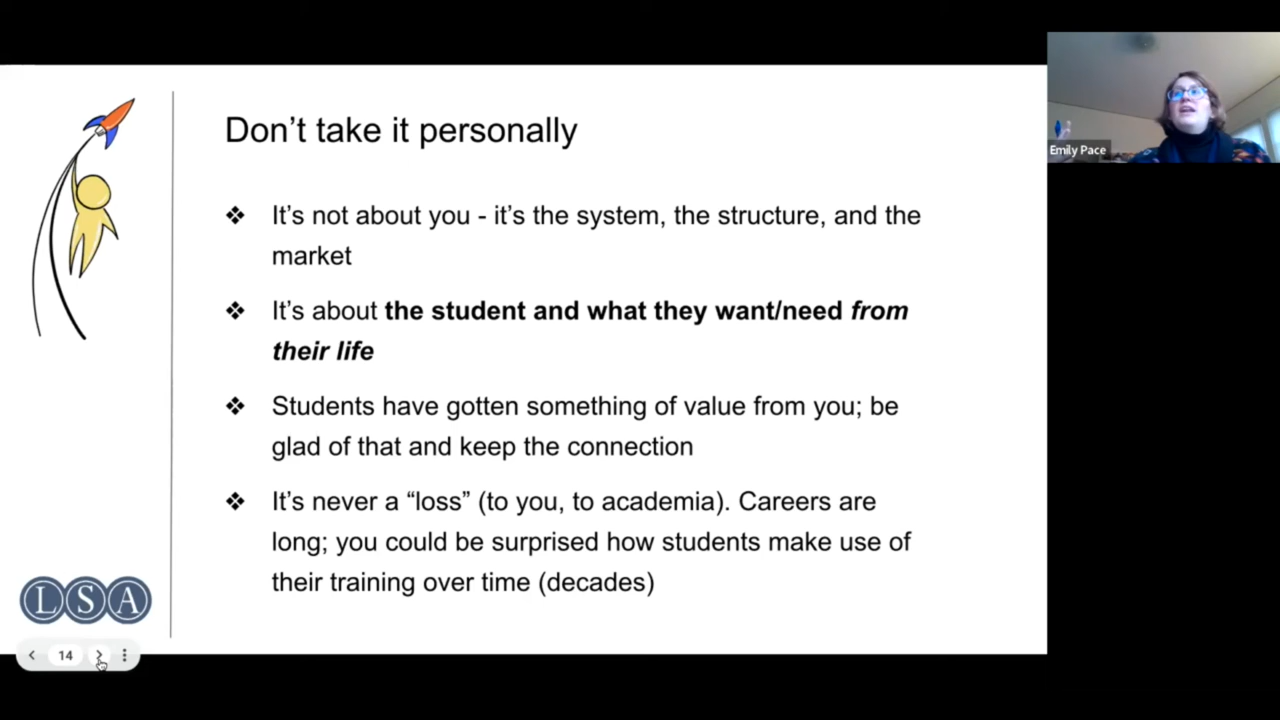 Don't take it personally
❖ It's not about you - it's the system, the structure, and the
market
❖ It's about the student and what they want/need from
their life
❖ Students have gotten something of value from you; be
glad of that and keep the connection
❖ It's never a “loss” (to you, to academia). Careers are
long; you could be surprised how students make use of
their training over time (decades)
LSA
14
Emily Pace